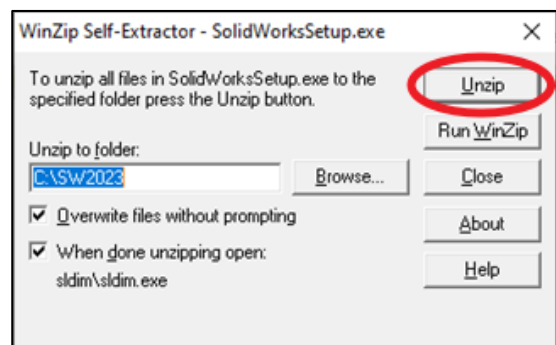 WinZip Self-Extractor - SolidWorksSetup.exe
To unzip all files in SolidWorksSetup.exe to the
specified folder press the Unzip button.
Unzip
Run WinZip
Unzip to folder:
C:\SW2023
Browse...
Close
Overwrite files without prompting
About
When done unzipping open:
sldim\sldim.exe
Help